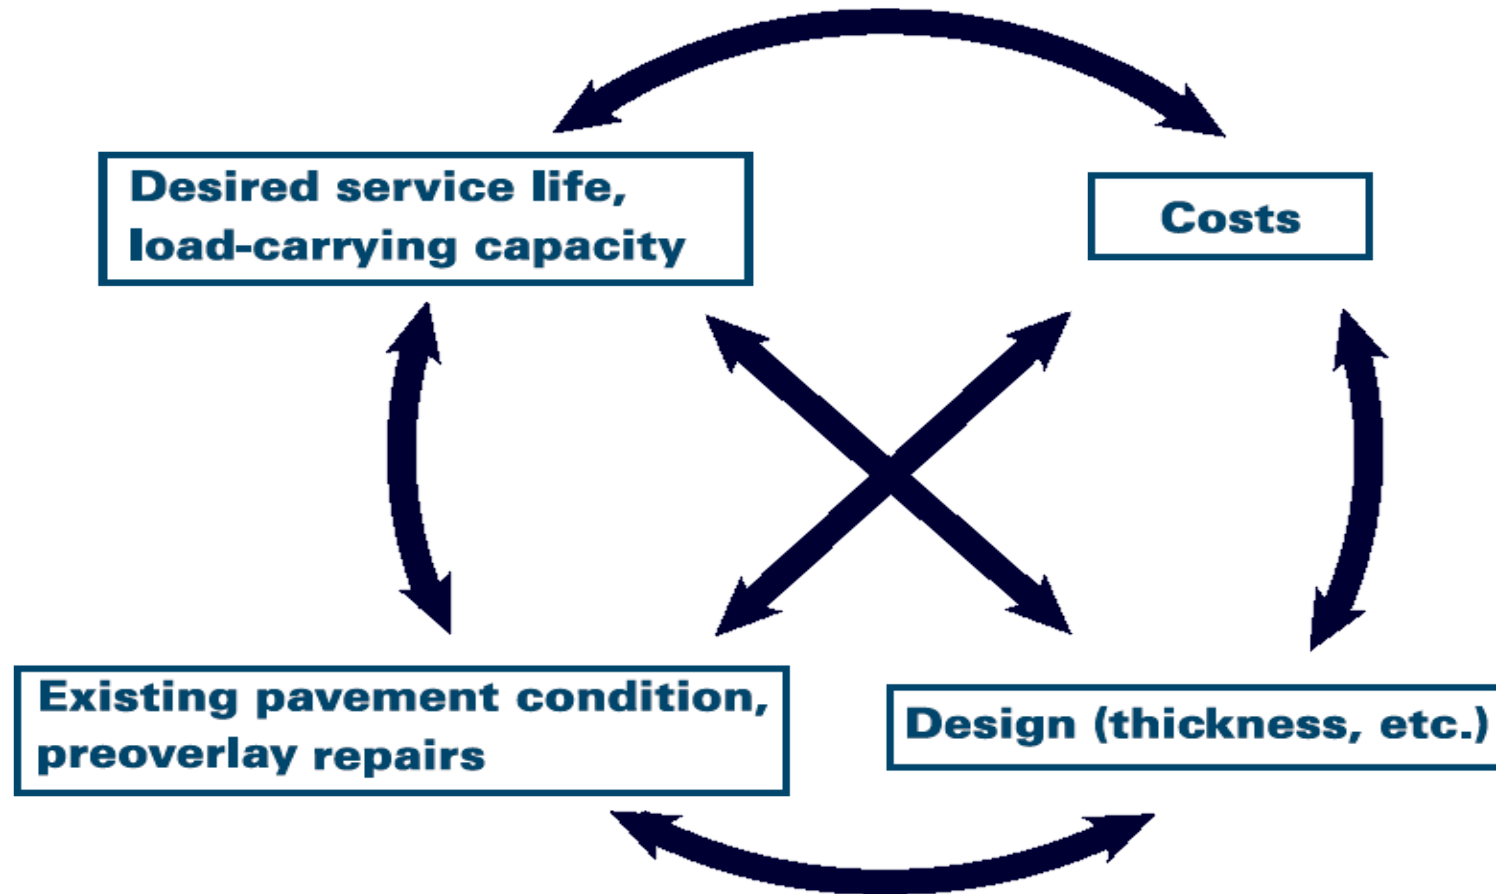 Desired service life,
load-carrying capacity
Costs
Existing pavement condition,
preoverlay repairs
Design (thickness, etc.)